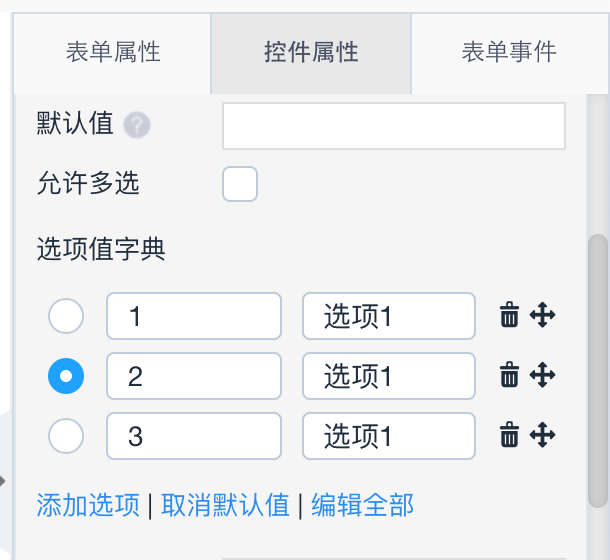 表单属性 控件属性 表单事件
默认值 ?
允许多选
选项值字典
1 选项1
2 选项1
3 选项1
添加选项 | 取消默认值 | 编辑全部